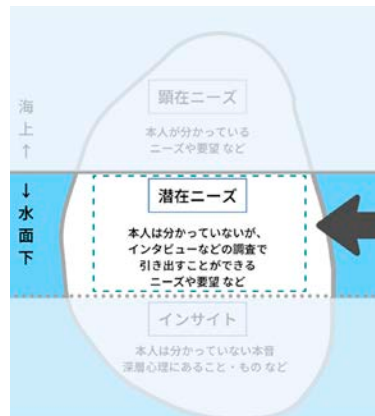 顕在ニーズ
本人が分かっている
ニーズや要望 など
海上↑
↓水面下
潜在ニーズ
本人は分かっていないが、
インタビューなどの調査で
引き出すことができる
ニーズや要望 など
インサイト
本人は分かっていない本音
深層心理にあること・もの など